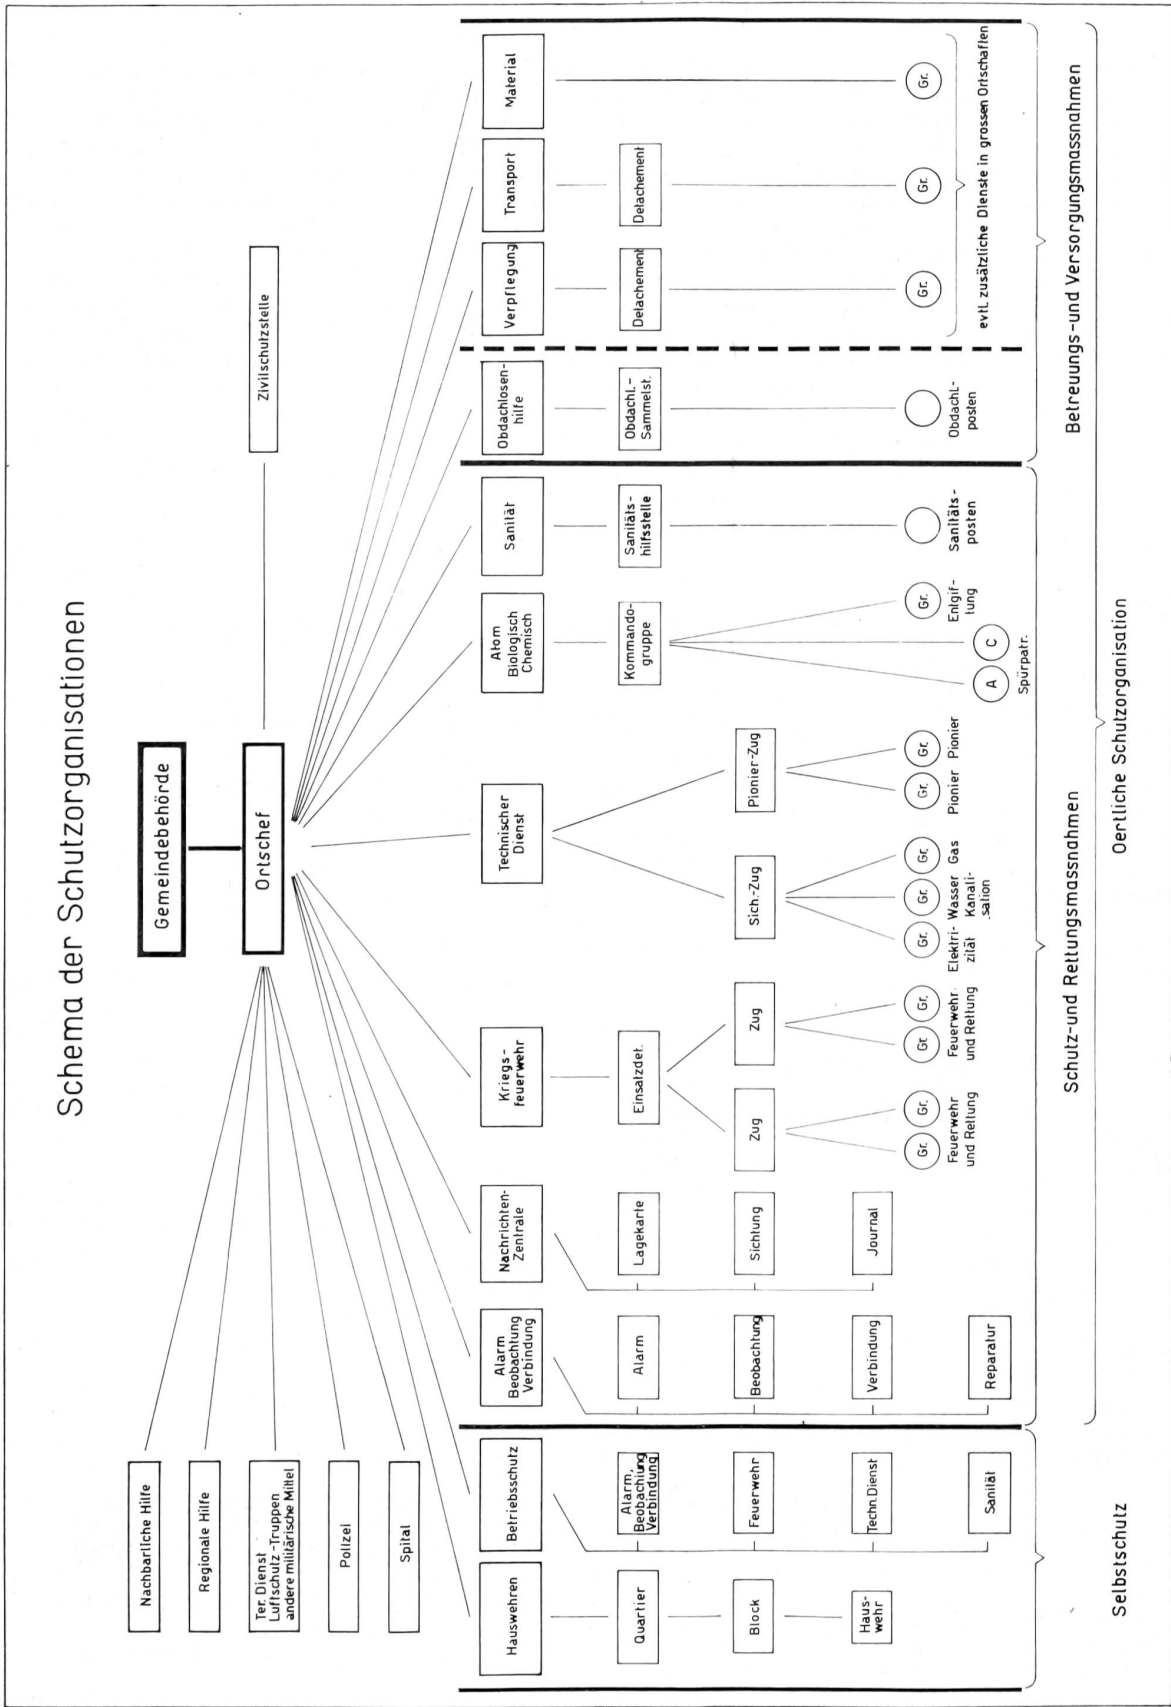 Schema der Schutzorganisationen
Gemeindebehörde
Ortschef
Zivilschutzstelle
Nachbarliche Hilfe
Regionale Hilfe
Ter. Dienst
Luftschutz-Truppen
andere militärische Mittel
Polizei
Spital
Hauswehren
Betriebsschutz
Alarm
Beobachtung
Verbindung
Nachrichten-
Zentrale
Kriegs-
feuerwehr
Technischer
Dienst
Atom
Biologisch
Chemisch
Sanität
Obdachlosen-
hilfe
Verpflegung
Transport
Material
Quartier
Alarm,
Beobachtung
Verbindung
Alarm
Lagekarte
Einsatzdet.
Kommando-
gruppe
Sanitäts-
hilfsstelle
Obdachl.-
Sammelst.
Detachement
Detachement
Block
Feuerwehr
Beobachtung
Sichtung
Zug
Zug
Sich.-Zug
Pionier-Zug
Haus-
wehr
Techn. Dienst
Verbindung
Journal
Gr.
Gr.
Feuerwehr
und Rettung
Gr.
Gr.
Feuerwehr
und Rettung
Gr.
Elektri-
zität
Gr.
Wasser
Kanali-
sation
Gr.
Gas
Gr.
Pionier
Gr.
Pionier
Gr.
Entgif-
tung
Sanitäts-
posten
Obdachl-
posten
Gr.
Gr.
Gr.
Sanität
Reparatur
A
C
Spürpatr.
evtl. zusätzliche Dienste in grossen Ortschaften
Selbstschutz
Schutz-und Rettungsmassnahmen
Betreuungs-und Versorgungsmassnahmen
Oertliche Schutzorganisation